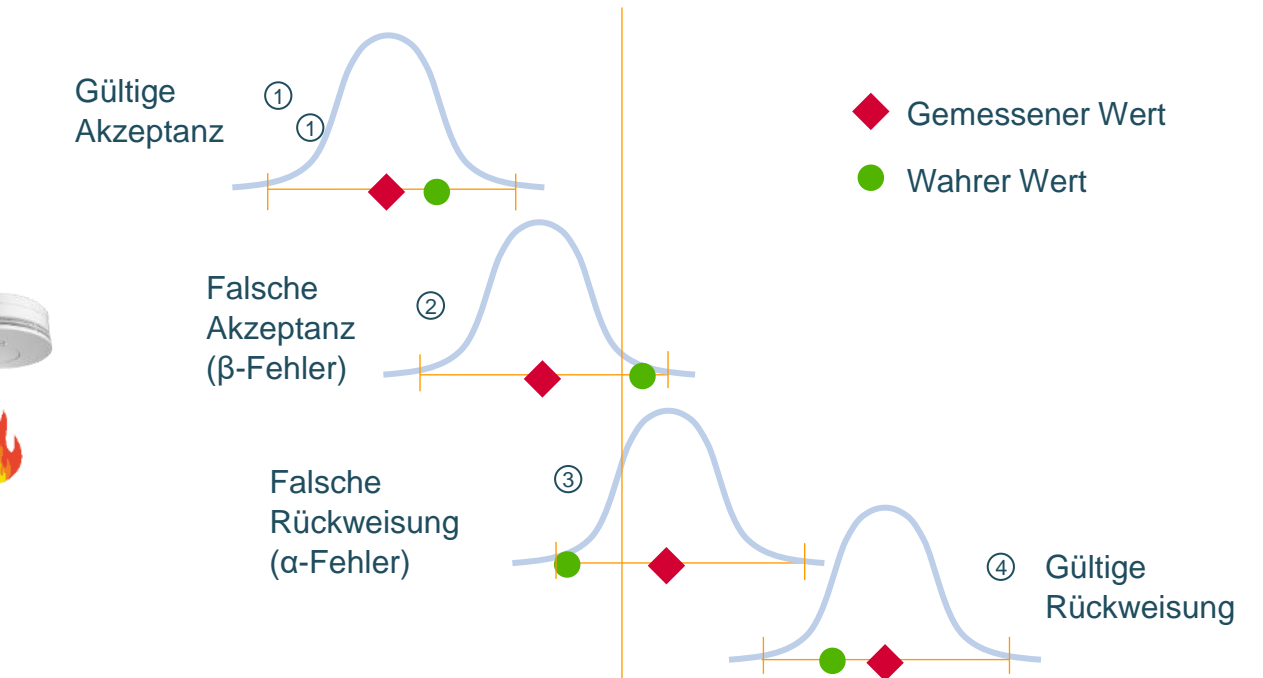 Gültige
Akzeptanz
①
①
Gemessener Wert
Wahrer Wert
Falsche
Akzeptanz
(β-Fehler)
②
Falsche
Rückweisung
(α-Fehler)
③
④
Gültige
Rückweisung